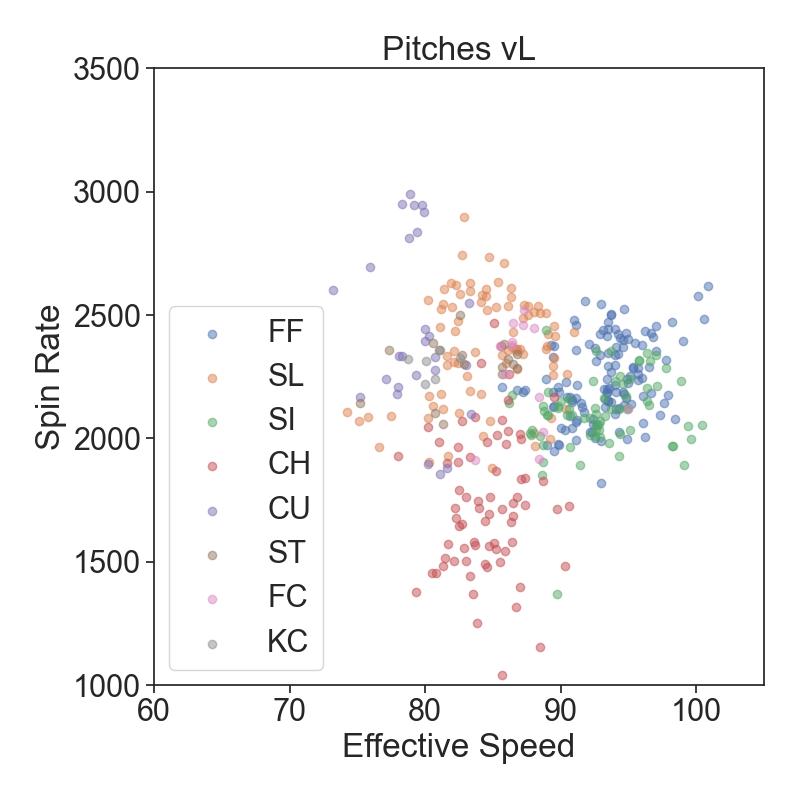 Pitches vL
3500
3000
2500
2000
1500
1000
Spin Rate
FF
SL
SI
CH
CU
ST
FC
KC
60 70 80 90 100
Effective Speed